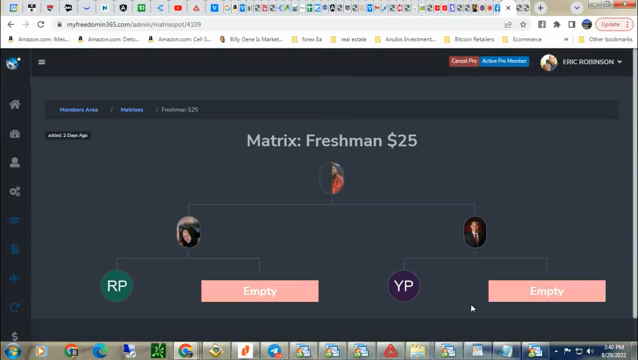 myfreedomin365.com/admin/matrixspot/4109
Update
Amazon.com: iMes...
Amazon.com: Deto...
Amazon.com: Cell S...
Billy Gene Is Market...
forex Ea
real estate
Anubis Investment...
Bitcoin Retailers
Ecommerce
Other bookmarks
Cancel Pro
Active Pro Member
ERIC ROBINSON
Members Area / Matrixes / Freshman $25
added: 2 Days Ago
Matrix: Freshman $25
RP
Empty
YP
Empty
3:40 PM
8/29/2022